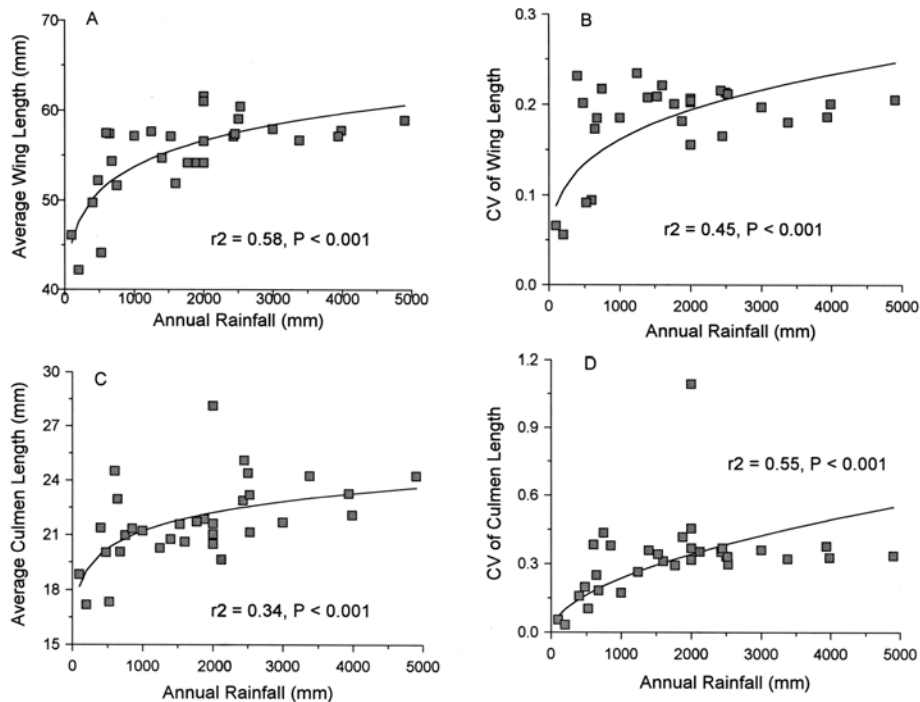 A
Average Wing Length (mm)
70
60
50
40
r2 = 0.58, P < 0.001
0 1000 2000 3000 4000 5000
Annual Rainfall (mm)
B
CV of Wing Length
0.3
0.2
0.1
0.0
r2 = 0.45, P < 0.001
0 1000 2000 3000 4000 5000
Annual Rainfall (mm)
C
Average Culmen Length (mm)
30
27
24
21
18
15
r2 = 0.34, P < 0.001
0 1000 2000 3000 4000 5000
Annual Rainfall (mm)
D
CV of Culmen Length
1.2
0.9
0.6
0.3
0.0
r2 = 0.55, P < 0.001
0 1000 2000 3000 4000 5000
Annual Rainfall (mm)